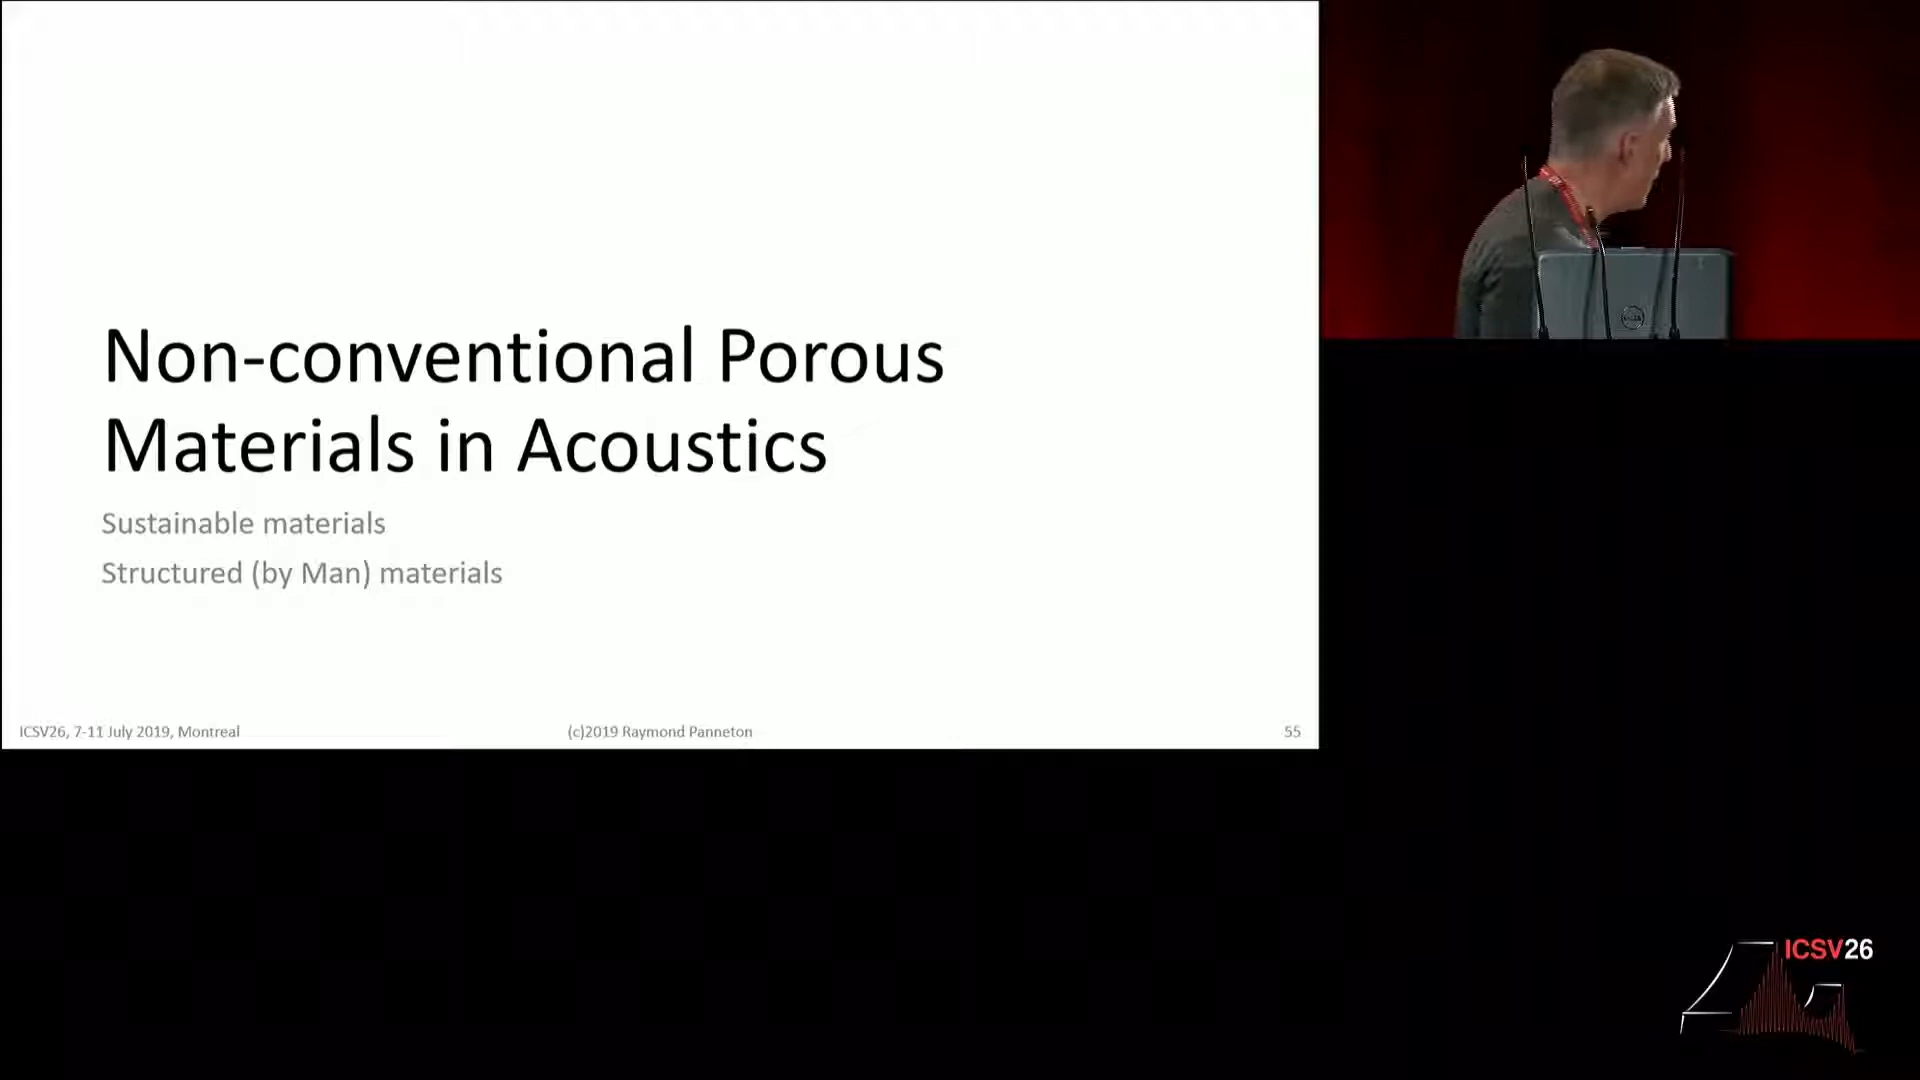 Non-conventional Porous
Materials in Acoustics
Sustainable materials
Structured (by Man) materials
ICSV26, 7-11 July 2019, Montreal
(c)2019 Raymond Panneton
55
ICSV26